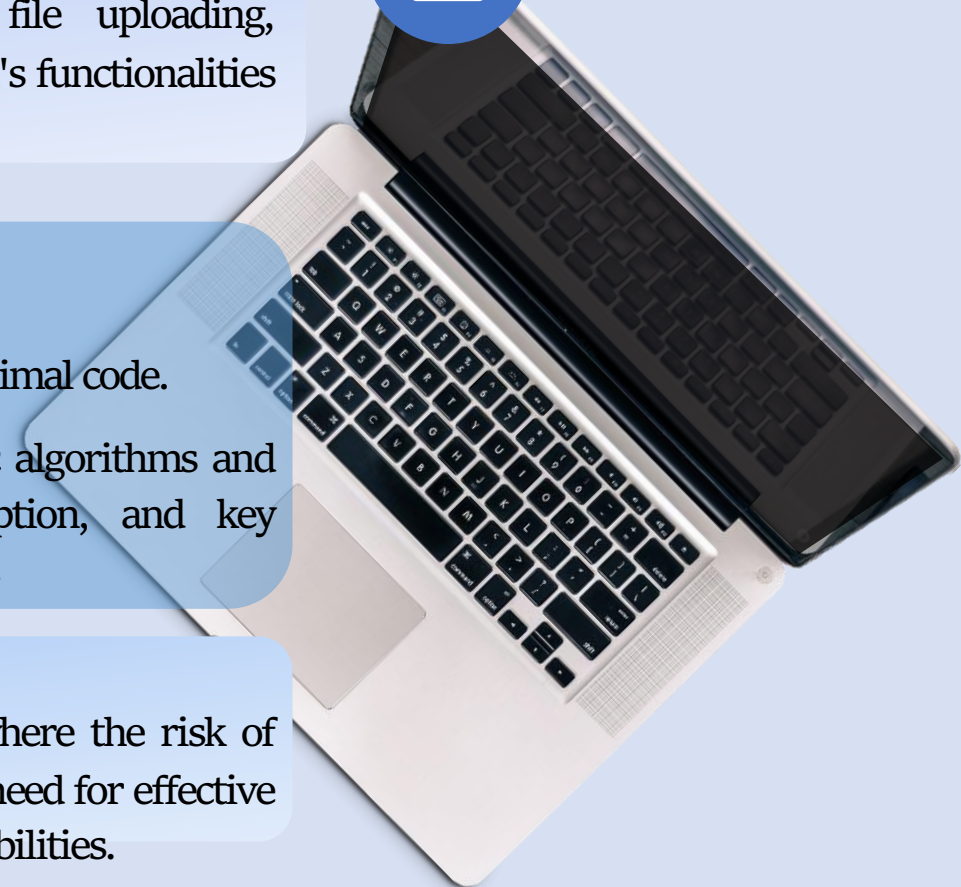 file uploading,
's functionalities
imal code.
algorithms and
ption, and key
here the risk of
need for effective
bilities.